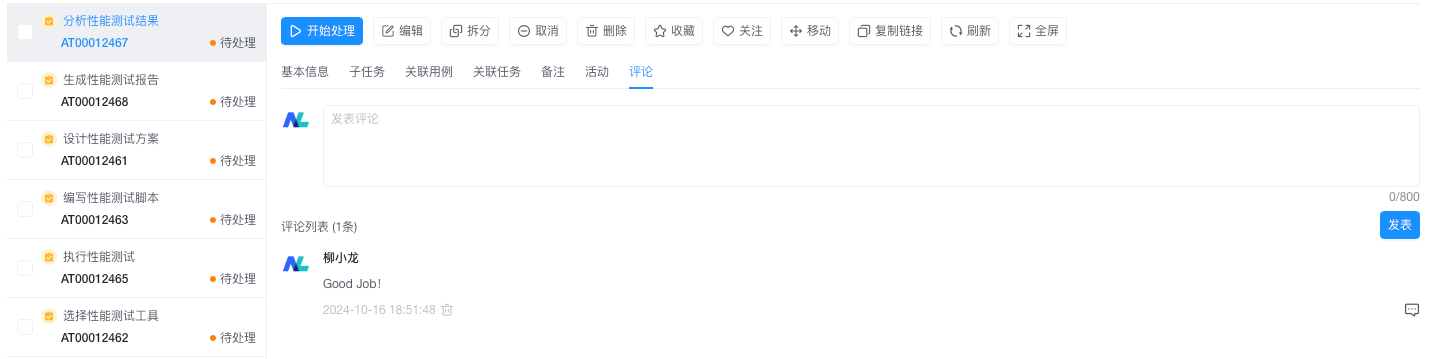 分析性能测试结果
AT00012467 待处理
生成性能测试报告
AT00012468 待处理
设计性能测试方案
AT00012461 待处理
编写性能测试脚本
AT00012463 待处理
执行性能测试
AT00012465 待处理
选择性能测试工具
AT00012462 待处理
开始处理 编辑 拆分 取消 删除 收藏 关注 移动 复制链接 刷新 全屏
基本信息 子任务 关联用例 关联任务 备注 活动 评论
发表评论
0/800
评论列表 (1条) 发表
柳小龙
Good Job!
2024-10-16 18:51:48